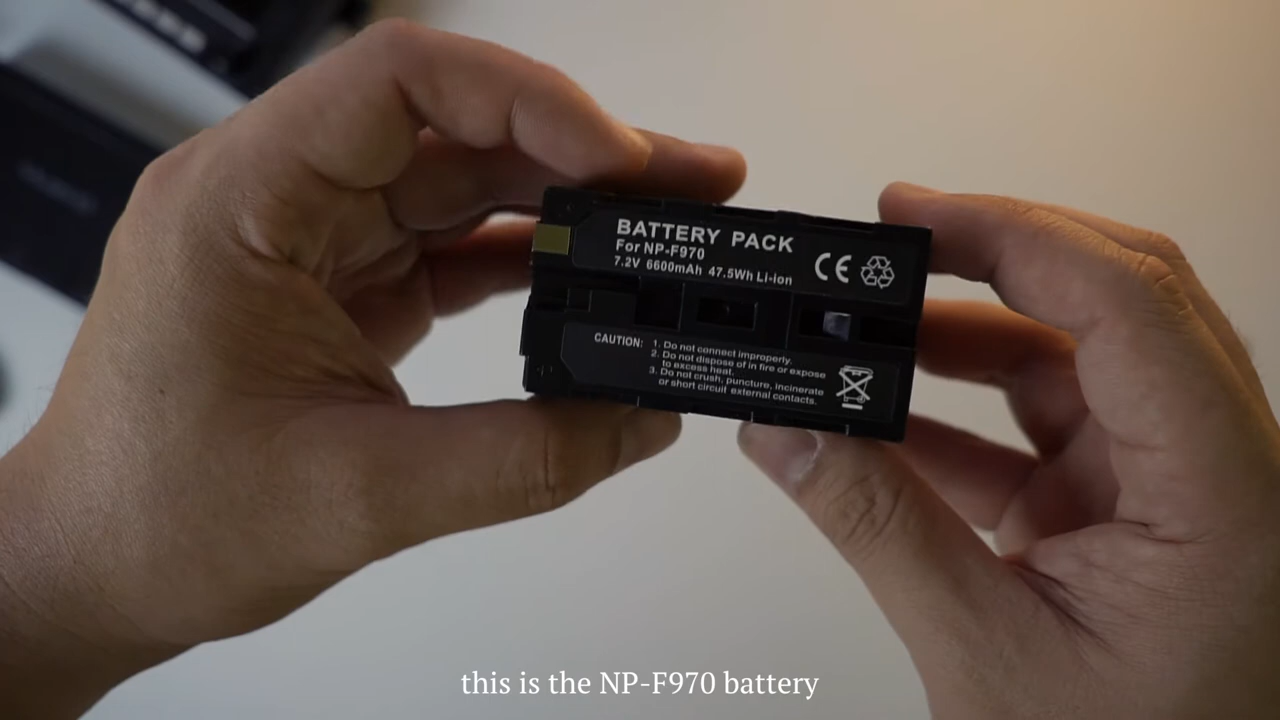 BATTERY PACK
For NP-F970
7.2V 6600mAh 47.5Wh Li-ion
CE
CAUTION: 1. Do not connect improperly.
2. Do not dispose of in fire or expose
to excess heat.
3. Do not crush, puncture, incinerate
or short circuit external contacts.
this is the NP-F970 battery